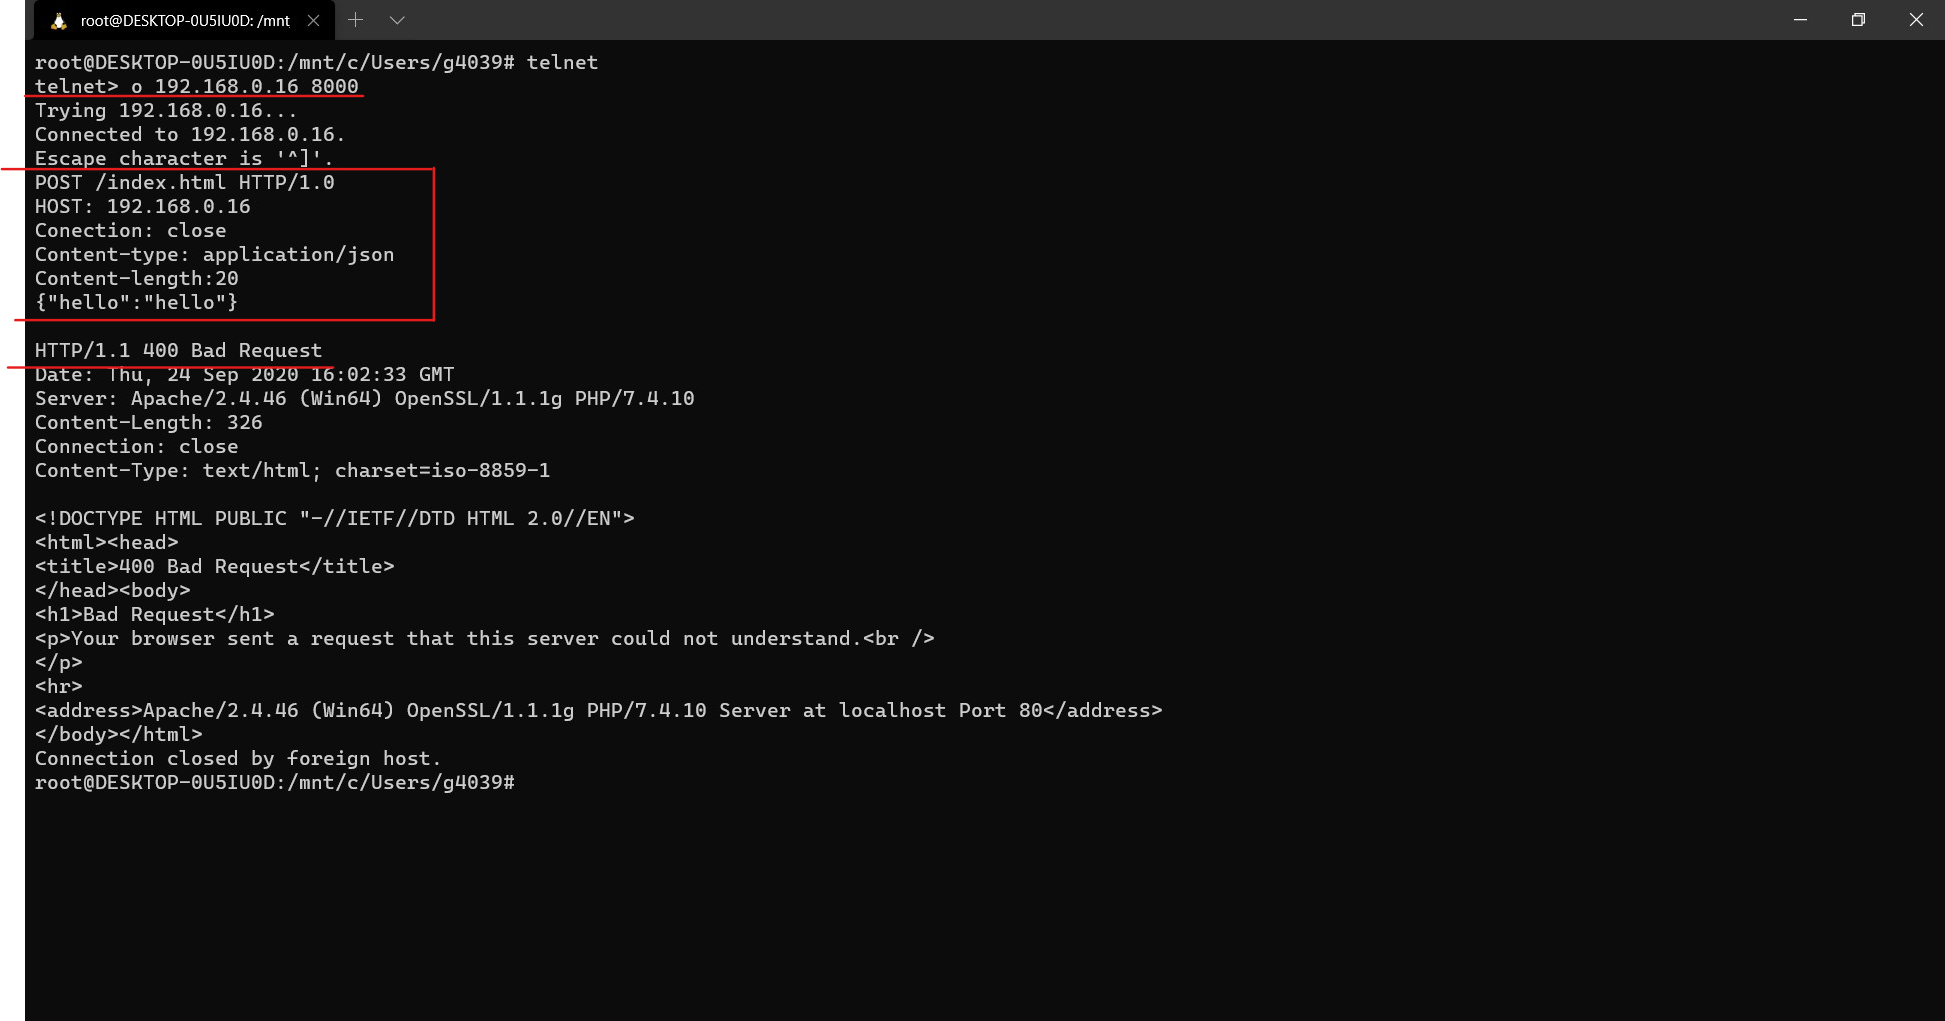 root@DESKTOP-0U5IU0D: /mnt
root@DESKTOP-0U5IU0D:/mnt/c/Users/g4039# telnet
telnet> o 192.168.0.16 8000
Trying 192.168.0.16...
Connected to 192.168.0.16.
Escape character is '^]'.
POST /index.html HTTP/1.0
HOST: 192.168.0.16
Conection: close
Content-type: application/json
Content-length:20
{"hello":"hello"}
HTTP/1.1 400 Bad Request
Date: Thu, 24 Sep 2020 16:02:33 GMT
Server: Apache/2.4.46 (Win64) OpenSSL/1.1.1g PHP/7.4.10
Content-Length: 326
Connection: close
Content-Type: text/html; charset=iso-8859-1
<!DOCTYPE HTML PUBLIC "-//IETF//DTD HTML 2.0//EN">
<html><head>
<title>400 Bad Request</title>
</head><body>
<h1>Bad Request</h1>
<p>Your browser sent a request that this server could not understand.<br />
</p>
<hr>
<address>Apache/2.4.46 (Win64) OpenSSL/1.1.1g PHP/7.4.10 Server at localhost Port 80</address>
</body></html>
Connection closed by foreign host.
root@DESKTOP-0U5IU0D:/mnt/c/Users/g4039#